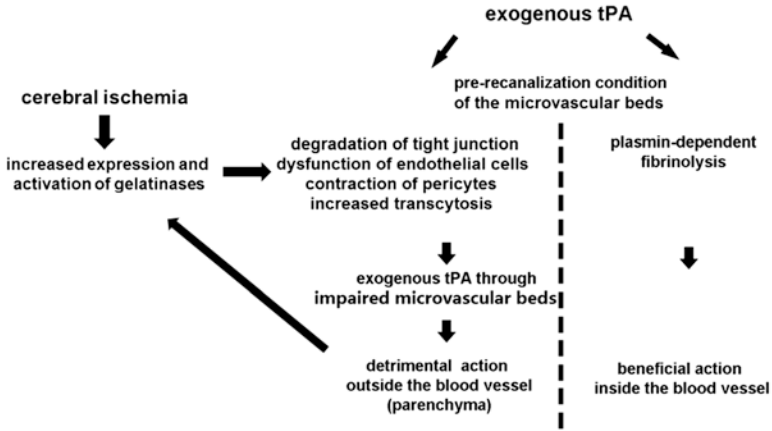 exogenous tPA
pre-recanalization condition
of the microvascular beds
cerebral ischemia
increased expression and
activation of gelatinases
degradation of tight junction
dysfunction of endothelial cells
contraction of pericytes
increased transcytosis
plasmin-dependent
fibrinolysis
exogenous tPA through
impaired microvascular beds
detrimental action
outside the blood vessel
(parenchyma)
beneficial action
inside the blood vessel